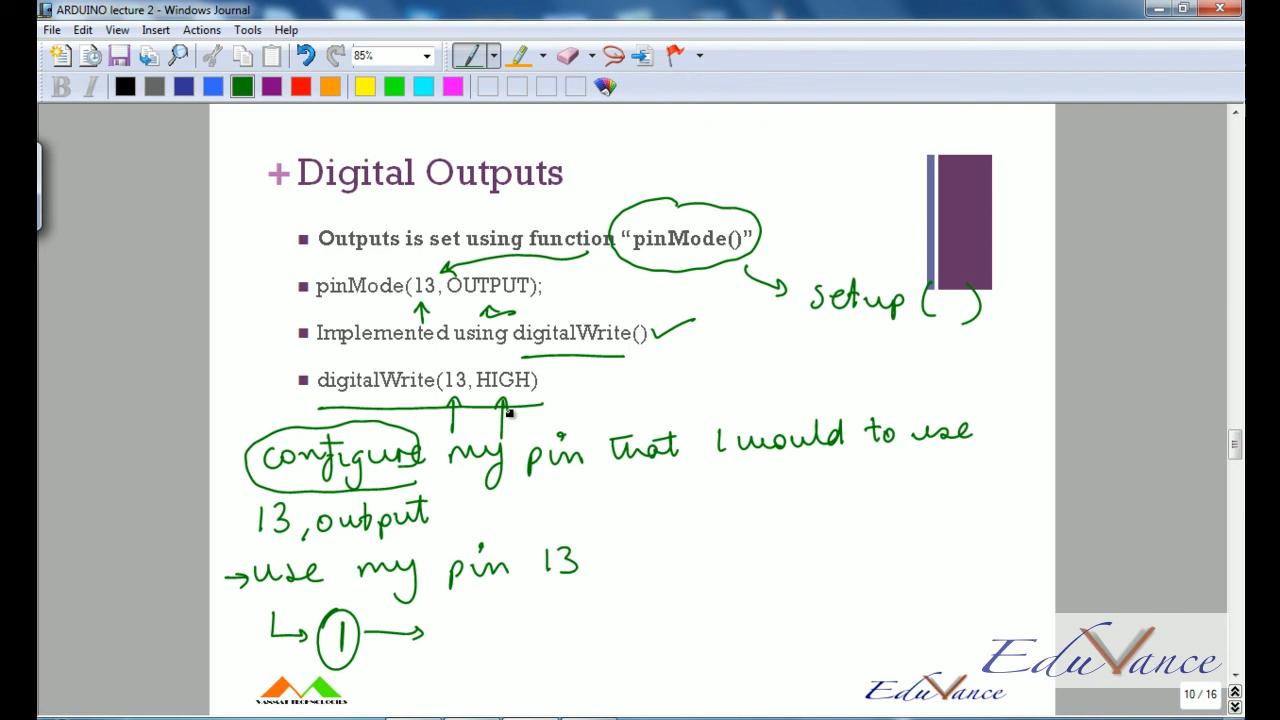 ARDUINO lecture 2 - Windows Journal
File Edit View Insert Actions Tools Help
85%
B I
+ Digital Outputs
■ Outputs is set using function “pinMode()”
■ pinMode(13, OUTPUT);
setup ( )
■ Implemented using digitalWrite()
■ digitalWrite(13, HIGH)
configure my pin that I would to use
13, output
→ use my pin 13
1 →
EduVance
VANMAT TECHNOLOGIES
EduVance
10 / 16